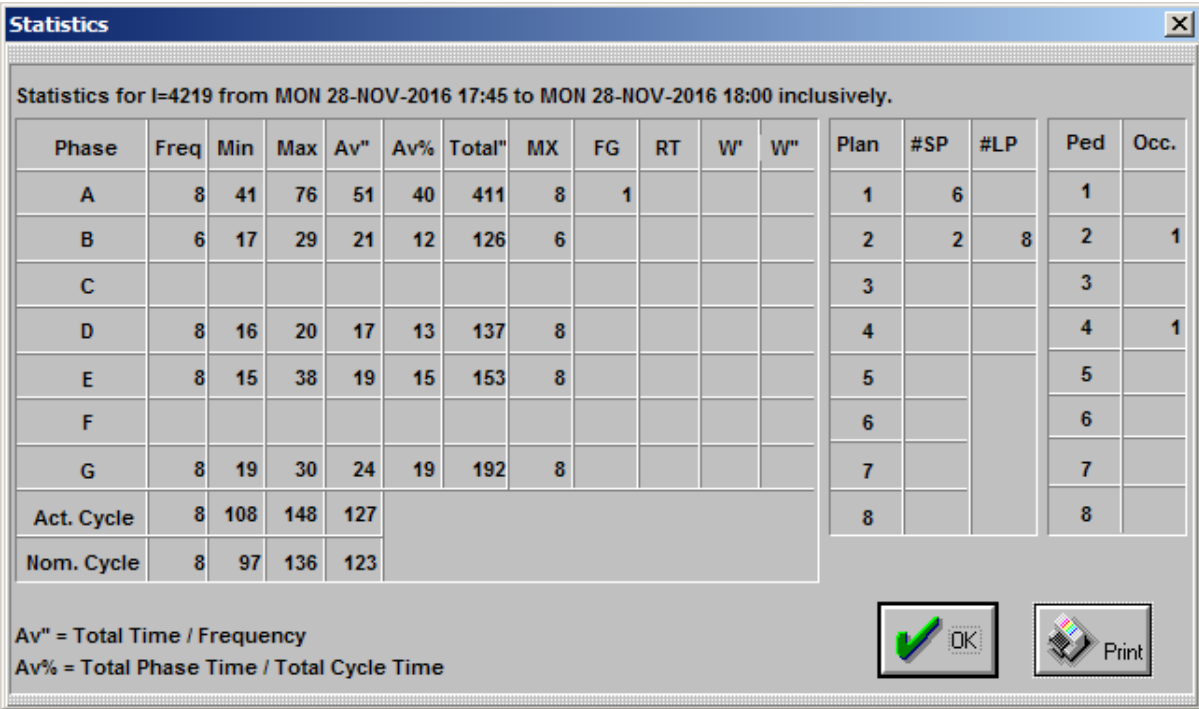 Statistics
Statistics for I=4219 from MON 28-NOV-2016 17:45 to MON 28-NOV-2016 18:00 inclusively.
Phase Freq Min Max Av" Av% Total" MX FG RT W' W" Plan #SP #LP Ped Occ.
A 8 41 76 51 40 411 8 1 1 6 1
B 6 17 29 21 12 126 6 2 2 8 2 1
C 3 3
D 8 16 20 17 13 137 8 4 4 1
E 8 15 38 19 15 153 8 5 5
F 6 6
G 8 19 30 24 19 192 8 7 7
Act. Cycle 8 108 148 127 8 8
Nom. Cycle 8 97 136 123
Av" = Total Time / Frequency
Av% = Total Phase Time / Total Cycle Time
OK
Print